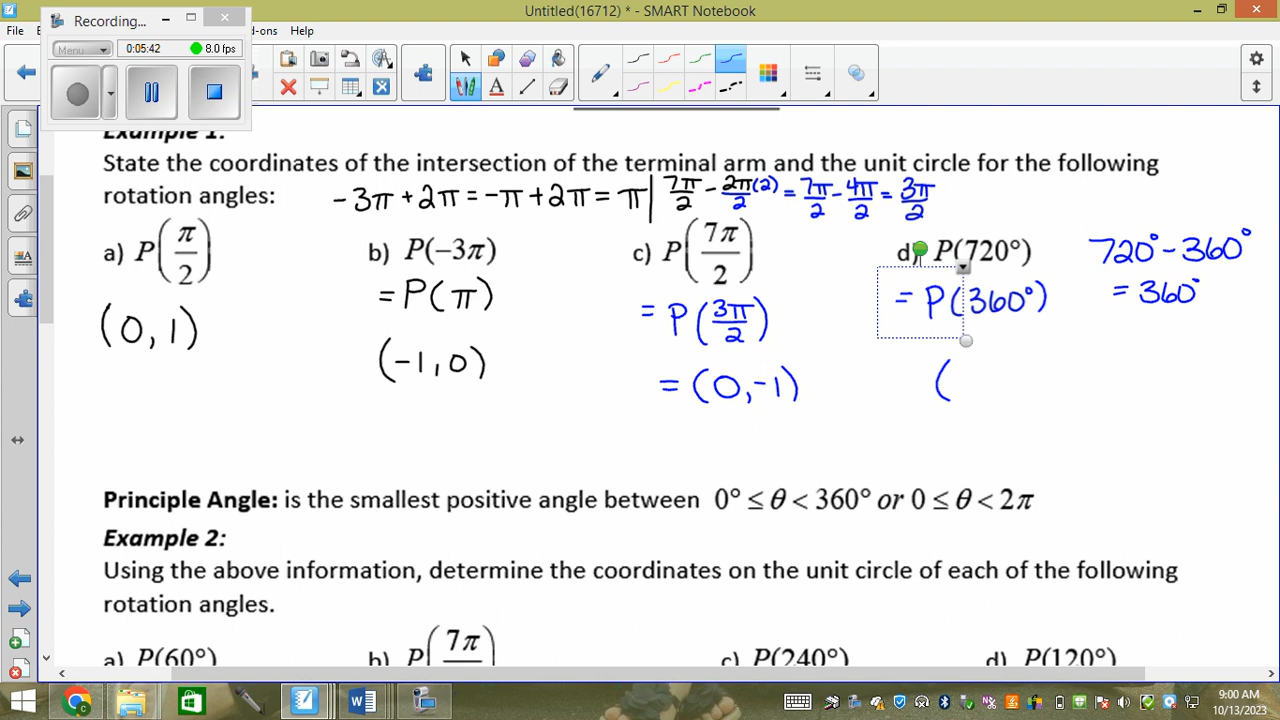 Untitled(16712) * - SMART Notebook
Recording...
File
d-ons Help
Menu 0:05:42 8.0 fps
Example 1:
State the coordinates of the intersection of the terminal arm and the unit circle for the following
rotation angles: -3π + 2π = -π + 2π = π | 7π/2 - 2π/2 (2) = 7π/2 - 4π/2 = 3π/2
a) P(π/2) b) P(−3π) c) P(7π/2) d) P(720°) 720° - 360°
= P(π) = P(3π/2) = P(360°) = 360°
(0, 1) (-1, 0) = (0, -1) (
Principle Angle: is the smallest positive angle between 0° ≤ θ < 360° or 0 ≤ θ < 2π
Example 2:
Using the above information, determine the coordinates on the unit circle of each of the following
rotation angles.
a) P(60°) b) P(7π c) P(240°) d) P(120°)
9:00 AM
10/13/2023